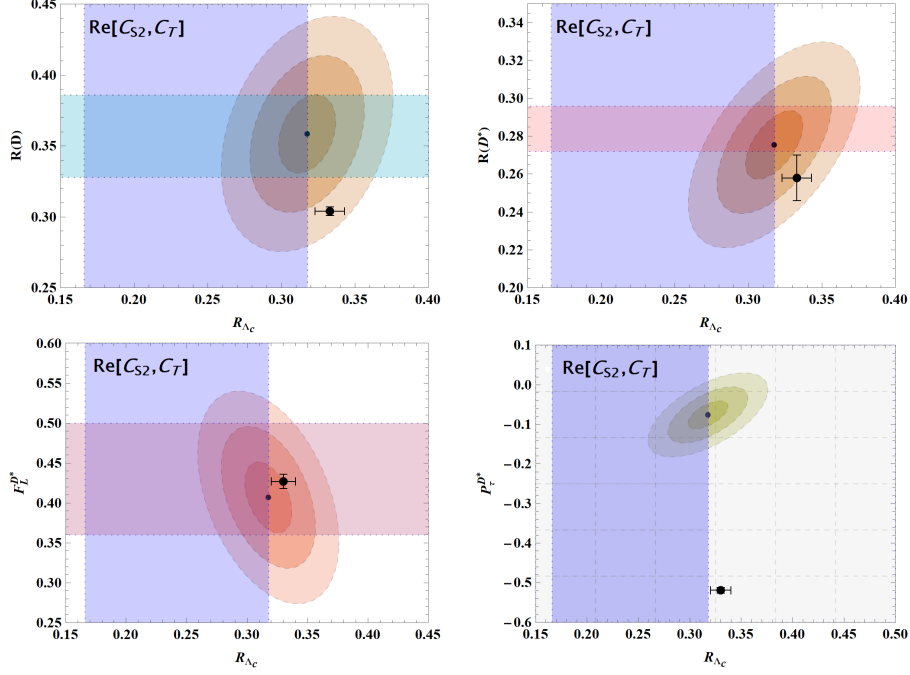 Re[C_S2, C_T]
0.45
0.40
0.35
0.30
0.25
R(D)
0.15 0.20 0.25 0.30 0.35 0.40
R_Λc
Re[C_S2, C_T]
0.34
0.32
0.30
0.28
0.26
0.24
0.22
0.20
R(D*)
0.15 0.20 0.25 0.30 0.35 0.40
R_Λc
Re[C_S2, C_T]
0.60
0.55
0.50
0.45
0.40
0.35
0.30
0.25
F_L^D*
0.15 0.20 0.25 0.30 0.35 0.40 0.45
R_Λc
Re[C_S2, C_T]
0.1
0.0
−0.1
−0.2
−0.3
−0.4
−0.5
−0.6
P_τ^D*
0.15 0.20 0.25 0.30 0.35 0.40 0.45 0.50
R_Λc